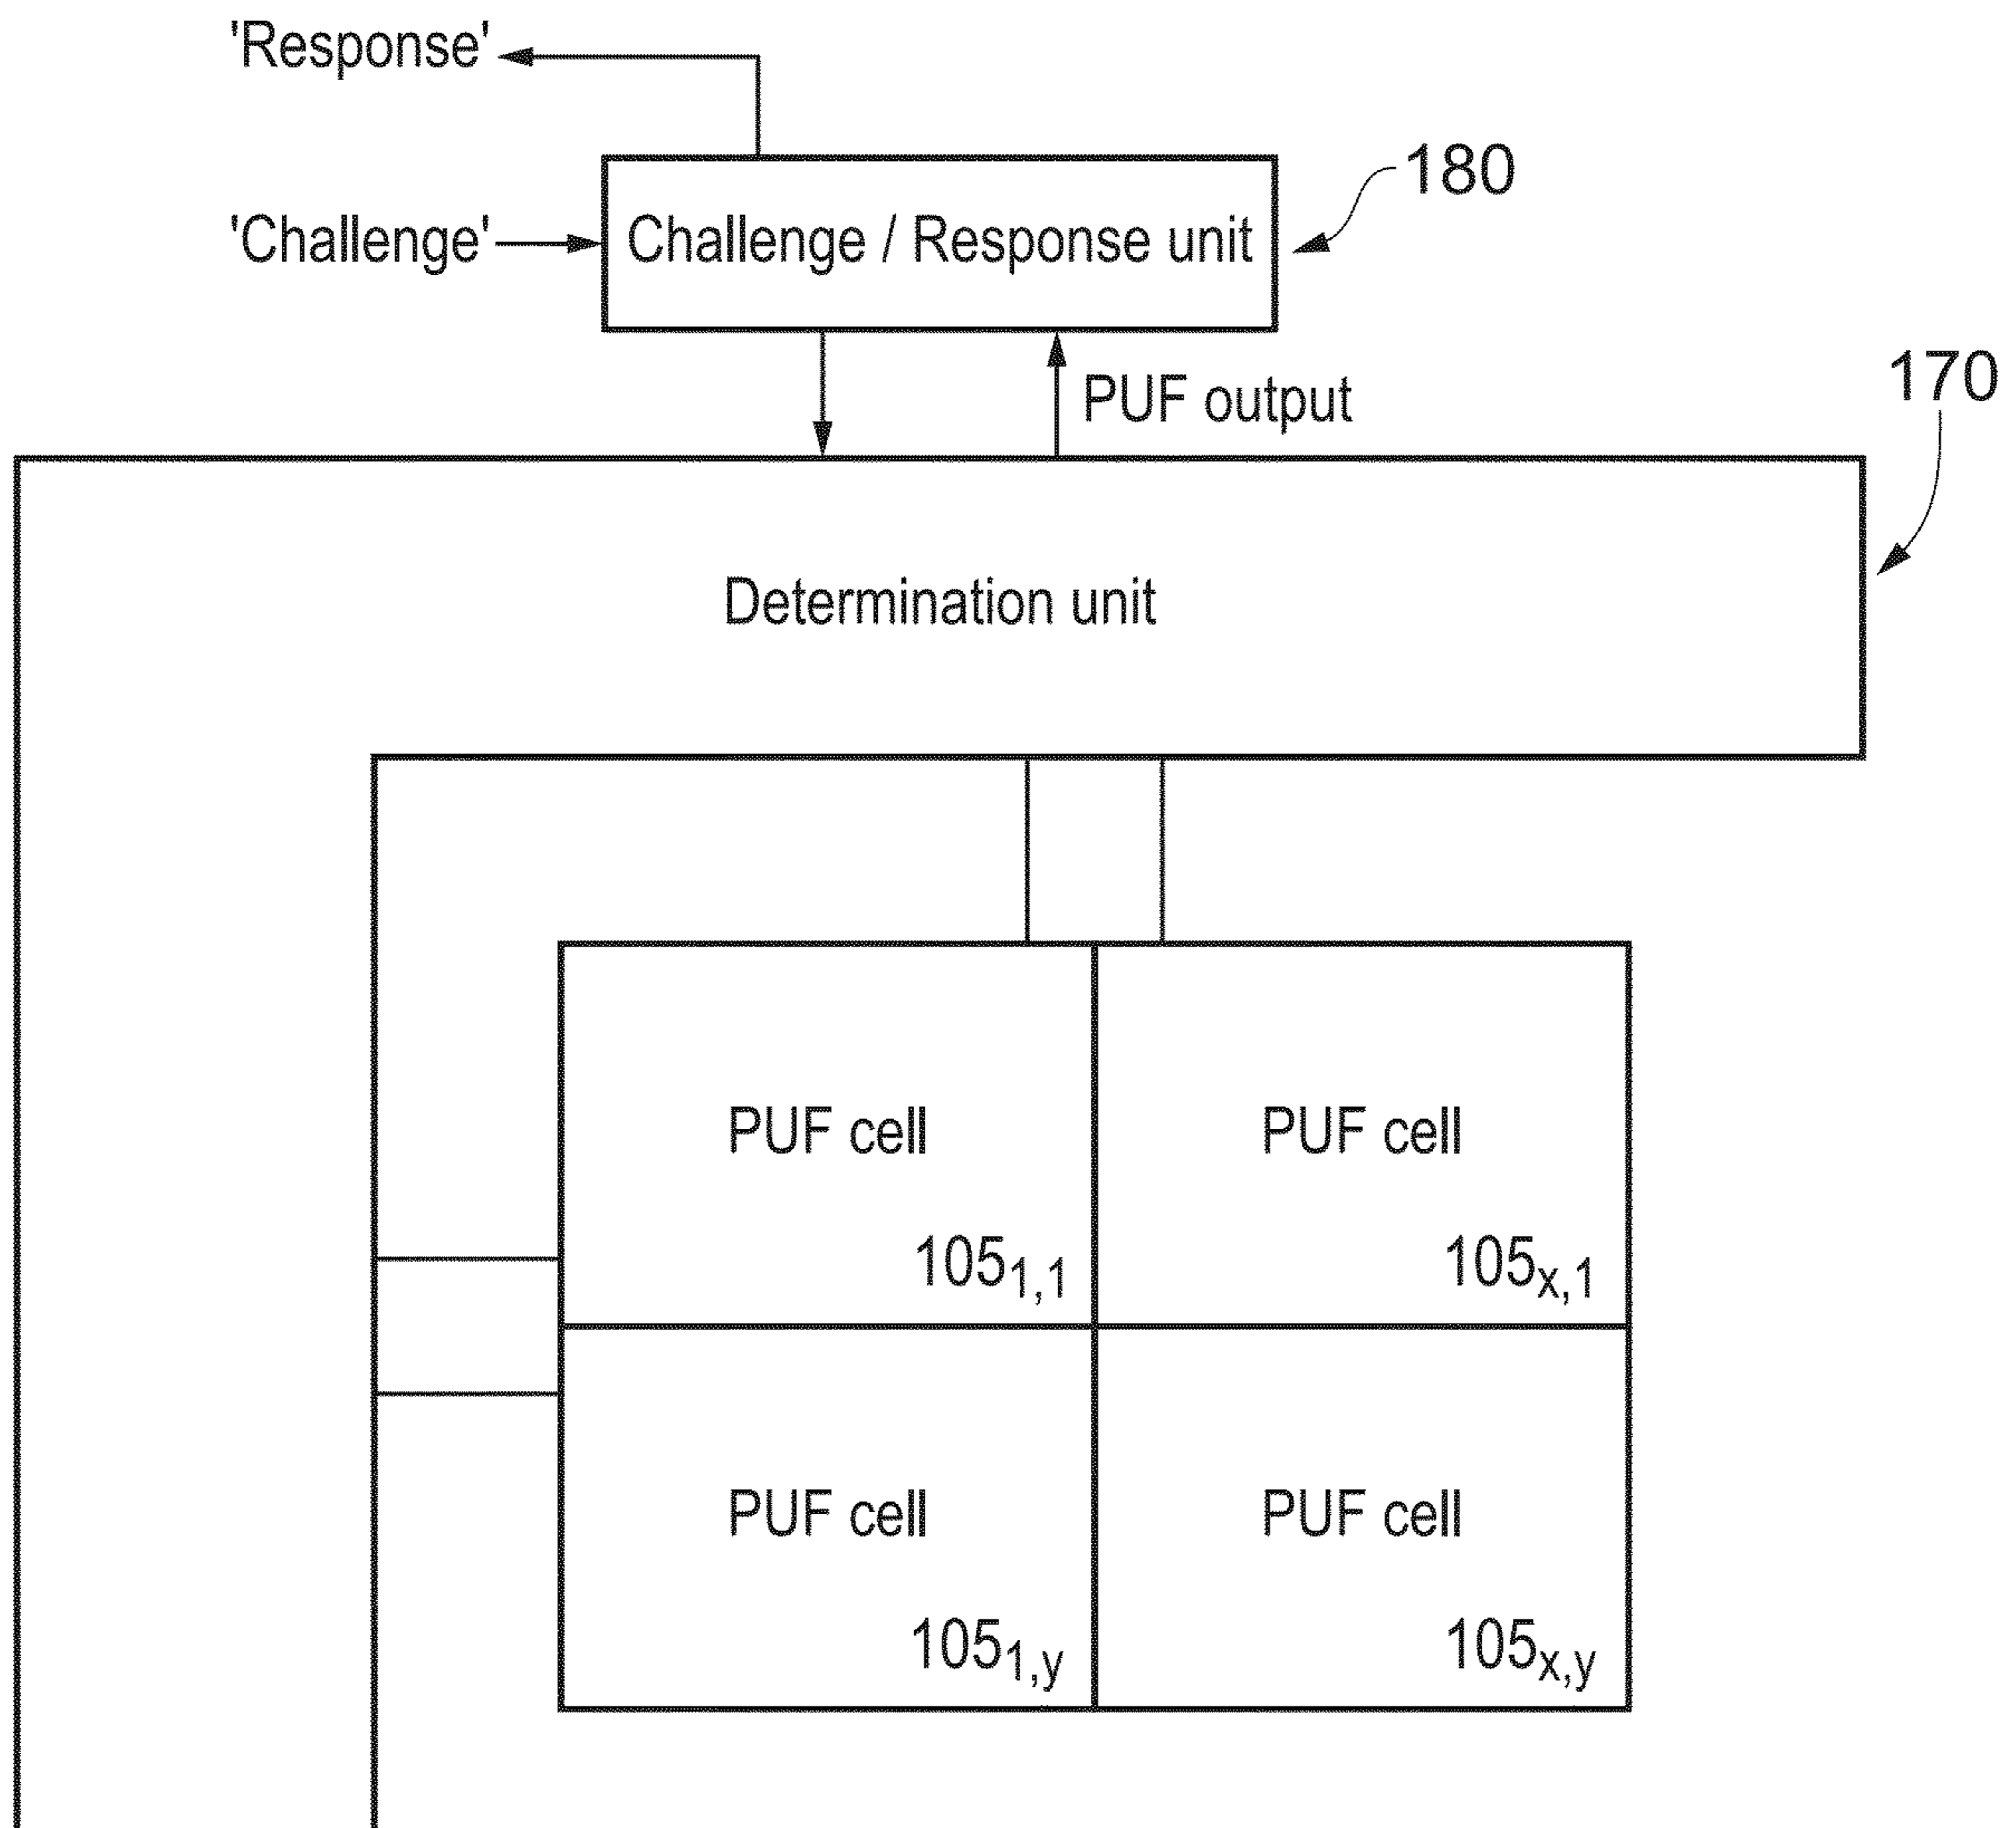 'Response'
180
'Challenge'
Challenge / Response unit
170
PUF output
Determination unit
PUF cell
PUF cell
105₁,₁
105ₓ,₁
PUF cell
PUF cell
105₁,y
105ₓ,y